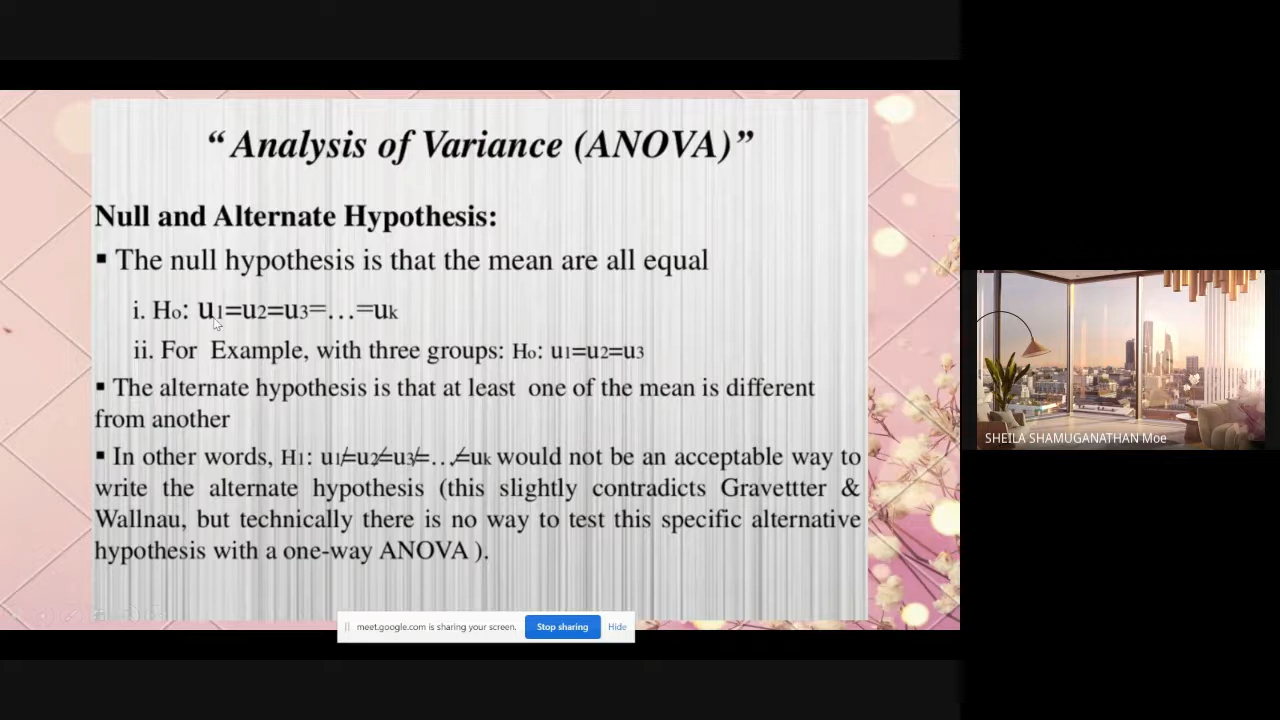 “ Analysis of Variance (ANOVA)”
Null and Alternate Hypothesis:
▪ The null hypothesis is that the mean are all equal
i. Ho: u1=u2=u3=…=uk
ii. For Example, with three groups: Ho: u1=u2=u3
▪ The alternate hypothesis is that at least one of the mean is different
from another
▪ In other words, H1: u1≠u2≠u3≠…≠uk would not be an acceptable way to
write the alternate hypothesis (this slightly contradicts Gravettter &
Wallnau, but technically there is no way to test this specific alternative
hypothesis with a one-way ANOVA ).
meet.google.com is sharing your screen. Stop sharing Hide
SHEILA SHAMUGANATHAN Moe